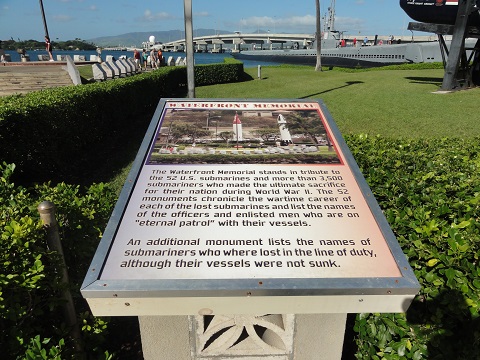 WATERFRONT MEMORIAL
The Waterfront Memorial stands in tribute
to the 52 U.S. submarines and more than 3,500
submariners who made the ultimate sacrifice
for their nation during World War II. The 52
monuments chronicle the wartime career of
each of the lost submarines and list the names
of the officers and enlisted men who are on
"eternal patrol" with their vessels.
An additional monument lists the names of
submariners who where lost in the line of duty,
although their vessels were not sunk.